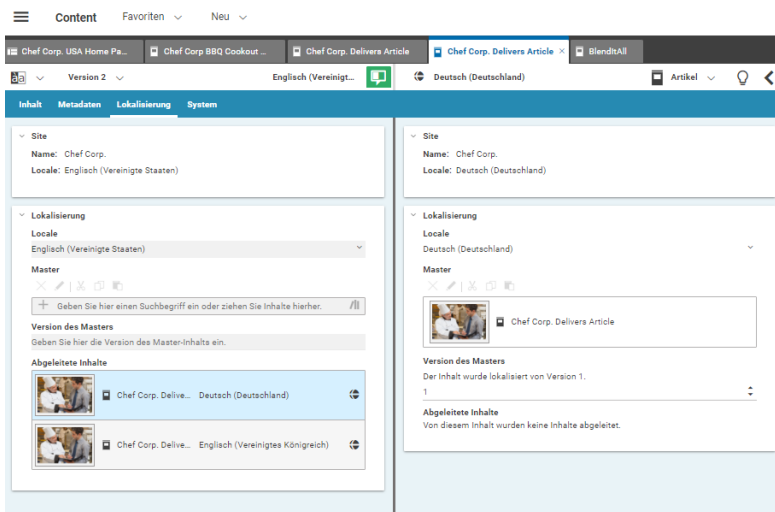 Content Favoriten Neu
Chef Corp. USA Home Pa... Chef Corp BBQ Cookout ... Chef Corp. Delivers Article Chef Corp. Delivers Article × BlendItAll
Version 2 Englisch (Vereinigt... Deutsch (Deutschland) Artikel
Inhalt Metadaten Lokalisierung System
Site
Name: Chef Corp.
Locale: Englisch (Vereinigte Staaten)
Lokalisierung
Locale
Englisch (Vereinigte Staaten)
Master
Geben Sie hier einen Suchbegriff ein oder ziehen Sie Inhalte hierher.
Version des Masters
Geben Sie hier die Version des Master-Inhalts ein.
Abgeleitete Inhalte
Chef Corp. Delive... Deutsch (Deutschland)
Chef Corp. Delive... Englisch (Vereinigtes Königreich)
Site
Name: Chef Corp.
Locale: Deutsch (Deutschland)
Lokalisierung
Locale
Deutsch (Deutschland)
Master
Chef Corp. Delivers Article
Version des Masters
Der Inhalt wurde lokalisiert von Version 1.
1
Abgeleitete Inhalte
Von diesem Inhalt wurden keine Inhalte abgeleitet.